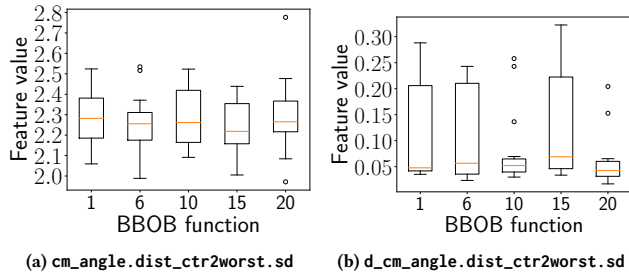 2.8
2.7
2.6
2.5
2.4
2.3
2.2
2.1
2.0
Feature value
1 6 10 15 20
BBOB function
(a) cm_angle.dist_ctr2worst.sd
0.30
0.25
0.20
0.15
0.10
0.05
Feature value
1 6 10 15 20
BBOB function
(b) d_cm_angle.dist_ctr2worst.sd